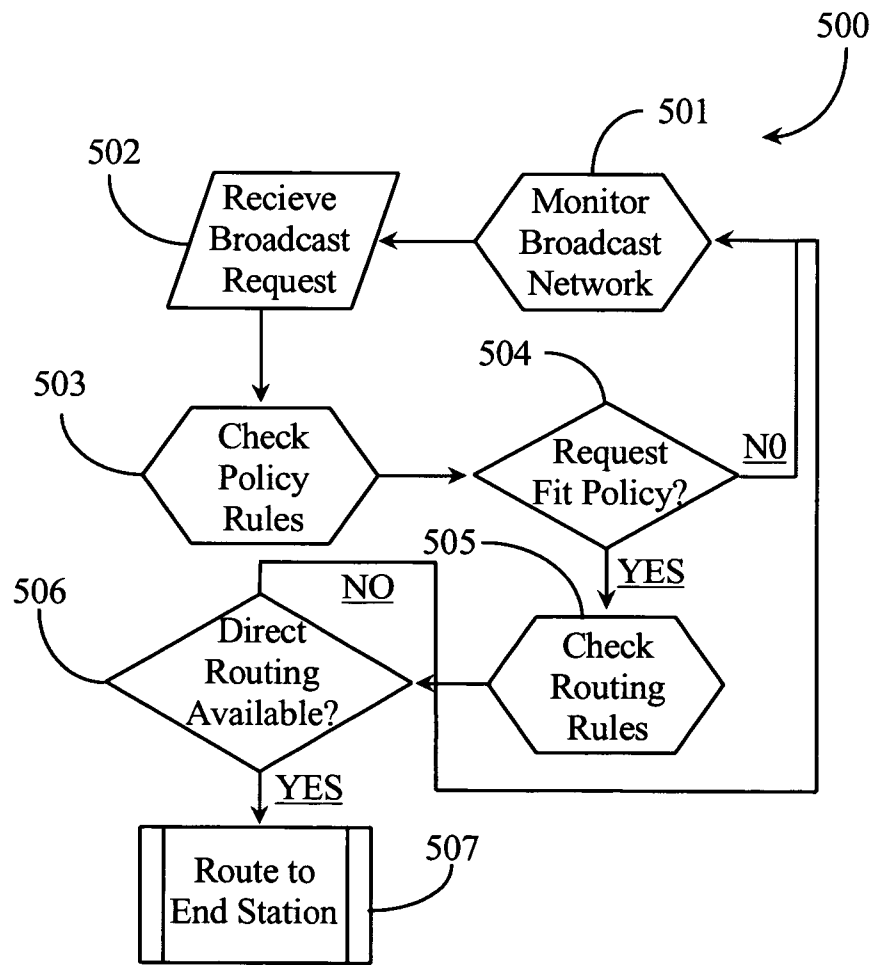 500
501
502
Recieve
Broadcast
Request
Monitor
Broadcast
Network
503
504
Check
Policy
Rules
Request
Fit Policy?
N0
505
YES
506
NO
Direct
Routing
Available?
Check
Routing
Rules
YES
507
Route to
End Station